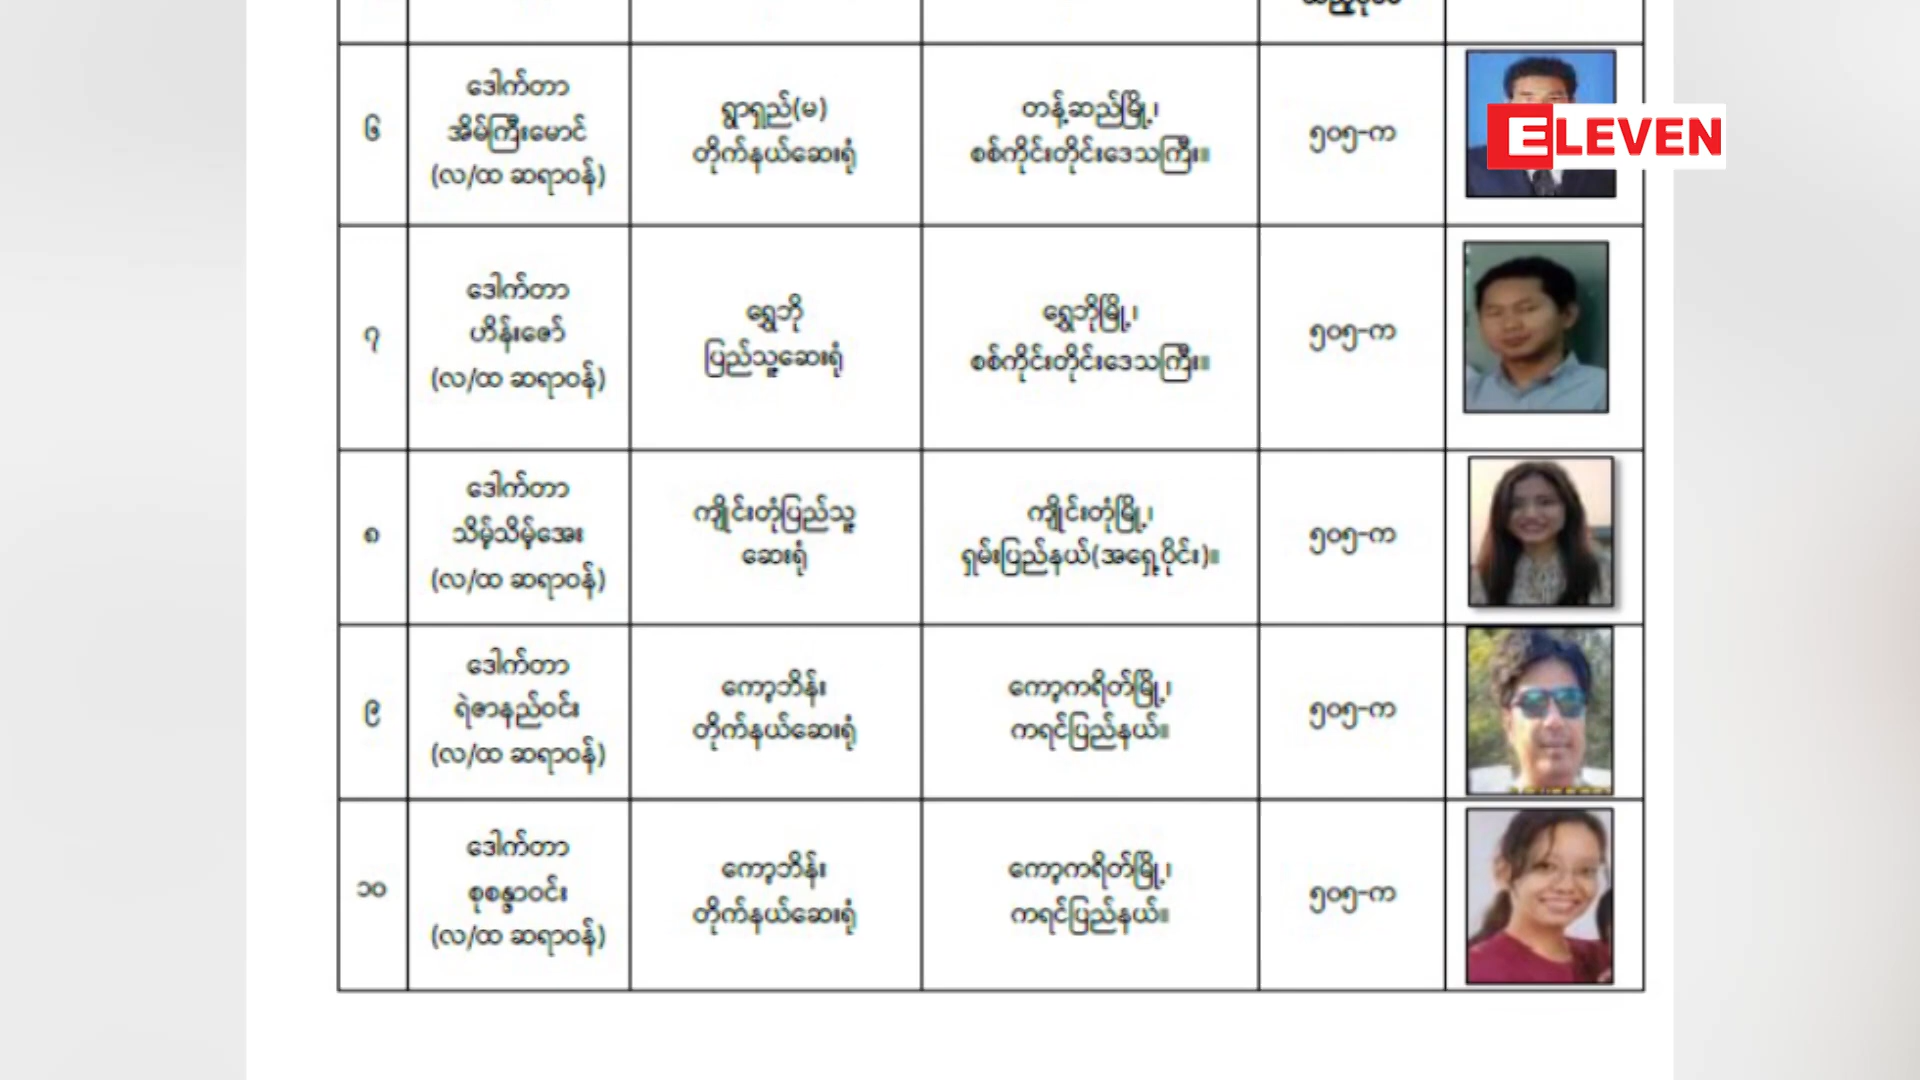 ၆
ဒေါက်တာ
အိမ်ကြီးမောင်
(လ/ထ ဆရာဝန်)
ရွာရှည်(မ)
တိုက်နယ်ဆေးရုံ
တန့်ဆည်မြို့၊
စစ်ကိုင်းတိုင်းဒေသကြီး။
၅၀၅-က
ELEVEN
၇
ဒေါက်တာ
ဟိန်းဇော်
(လ/ထ ဆရာဝန်)
ရွှေဘို
ပြည်သူ့ဆေးရုံ
ရွှေဘိုမြို့၊
စစ်ကိုင်းတိုင်းဒေသကြီး။
၅၀၅-က
၈
ဒေါက်တာ
သိမ့်သိမ့်အေး
(လ/ထ ဆရာဝန်)
ကျိုင်းတုံပြည်သူ့
ဆေးရုံ
ကျိုင်းတုံမြို့၊
ရှမ်းပြည်နယ်(အရှေ့ပိုင်း)။
၅၀၅-က
၉
ဒေါက်တာ
ရဲဇာနည်ဝင်း
(လ/ထ ဆရာဝန်)
ကော့ဘိန်း
တိုက်နယ်ဆေးရုံ
ကော့ကရိတ်မြို့၊
ကရင်ပြည်နယ်။
၅၀၅-က
၁၀
ဒေါက်တာ
စုစန္ဒာဝင်း
(လ/ထ ဆရာဝန်)
ကော့ဘိန်း
တိုက်နယ်ဆေးရုံ
ကော့ကရိတ်မြို့၊
ကရင်ပြည်နယ်။
၅၀၅-က